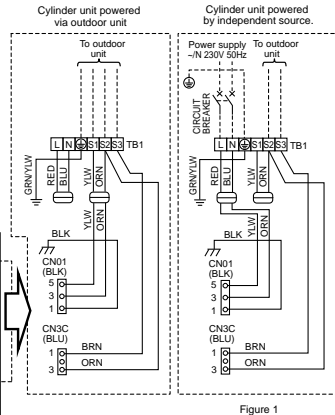 Cylinder unit powered
via outdoor unit
To outdoor
unit
L N S1 S2 S3 TB1
GRN/YLW
RED
BLU
YLW
ORN
YLW
ORN
BLK
CN01
(BLK)
5
3
1
CN3C
(BLU)
1
3
BRN
ORN
Cylinder unit powered
by independent source.
Power supply
~/N 230V 50Hz
To outdoor
unit
CIRCUIT
BREAKER
L N S1 S2 S3 TB1
GRN/YLW
RED
BLU
YLW
ORN
YLW
ORN
BLK
CN01
(BLK)
5
3
1
CN3C
(BLU)
1
3
BRN
ORN
Figure 1